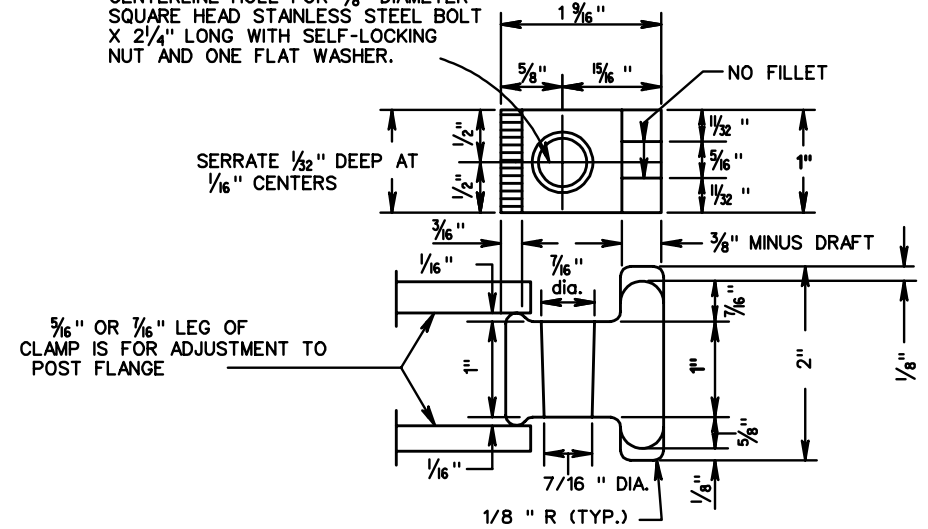 SQUARE HEAD STAINLESS STEEL BOLT
X 2 1/4" LONG WITH SELF-LOCKING
NUT AND ONE FLAT WASHER.
1 9/16"
5/8"
15/16 "
NO FILLET
1/2"
1/2"
11/32 "
5/16 "
11/32 "
1"
SERRATE 1/32" DEEP AT
1/16" CENTERS
3/16 "
3/8" MINUS DRAFT
1/16"
7/16 "
dia.
7/16"
5/16" OR 7/16" LEG OF
CLAMP IS FOR ADJUSTMENT TO
POST FLANGE
1"
1"
2"
1/8"
5/8"
1/16"
7/16 " DIA.
1/8"
1/8 " R (TYP.)